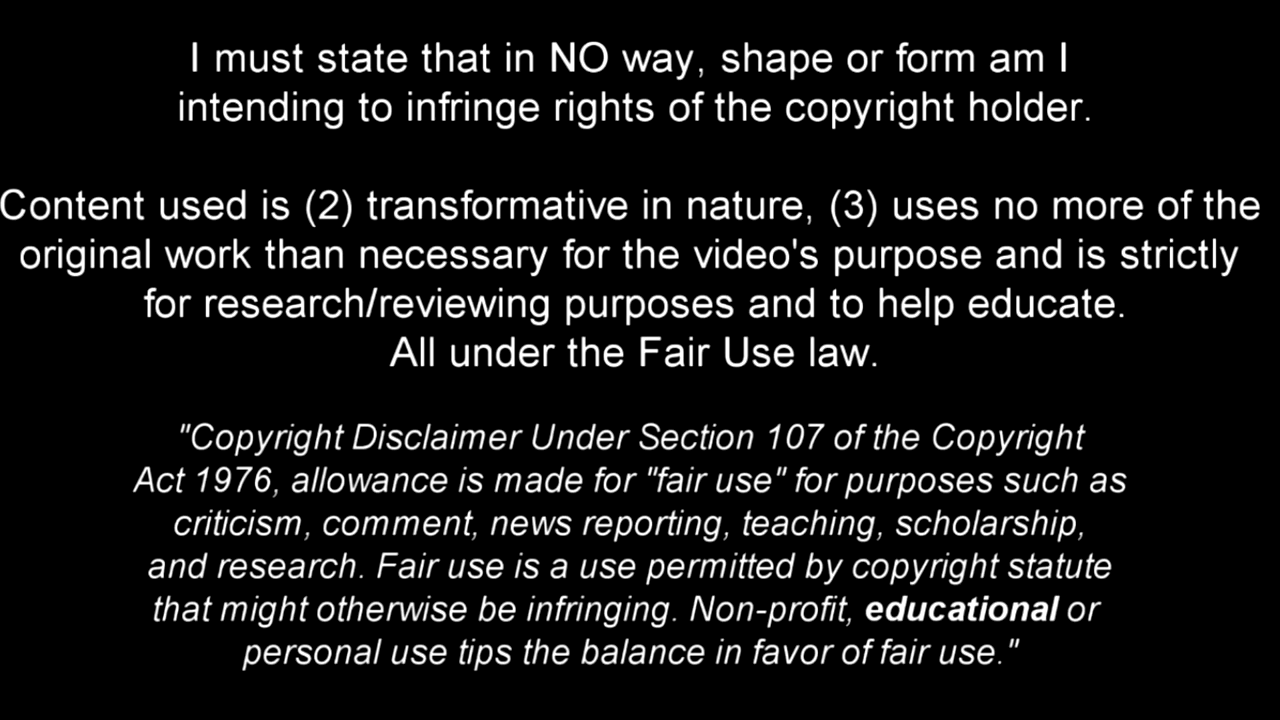 I must state that in NO way, shape or form am I
intending to infringe rights of the copyright holder.
Content used is (2) transformative in nature, (3) uses no more of the
original work than necessary for the video's purpose and is strictly
for research/reviewing purposes and to help educate.
All under the Fair Use law.
"Copyright Disclaimer Under Section 107 of the Copyright
Act 1976, allowance is made for "fair use" for purposes such as
criticism, comment, news reporting, teaching, scholarship,
and research. Fair use is a use permitted by copyright statute
that might otherwise be infringing. Non-profit, educational or
personal use tips the balance in favor of fair use."